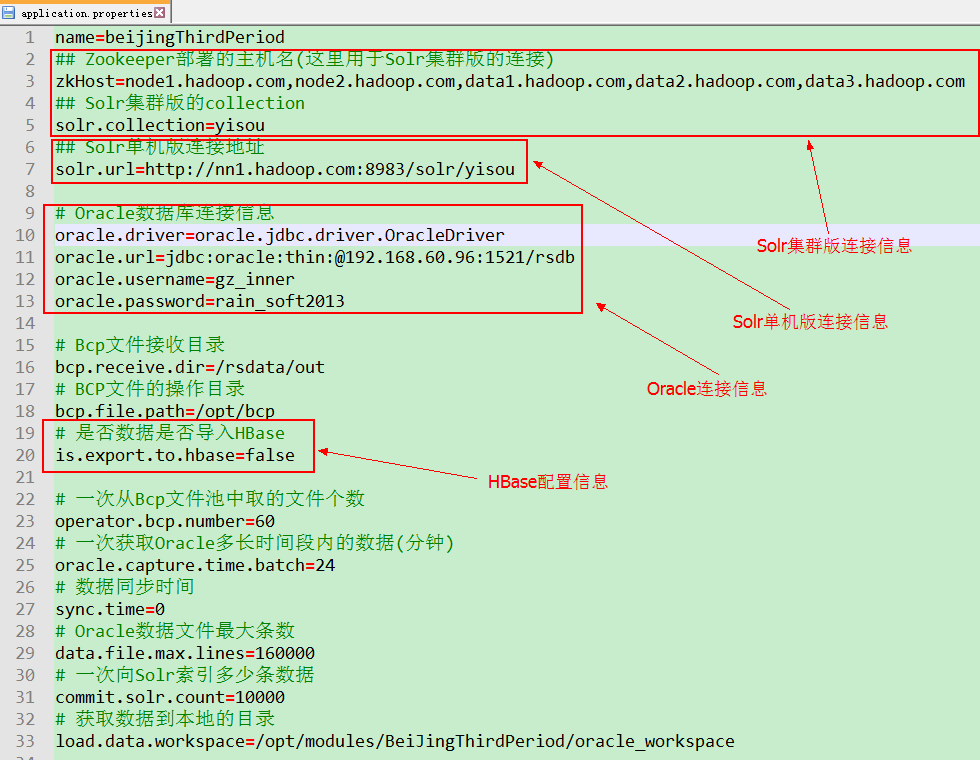 application.properties
1 name=beijingThirdPeriod
2 ## Zookeeper部署的主机名(这里用于Solr集群版的连接)
3 zkHost=node1.hadoop.com,node2.hadoop.com,data1.hadoop.com,data2.hadoop.com,data3.hadoop.com
4 ## Solr集群版的collection
5 solr.collection=yisou
6 ## Solr单机版连接地址
7 solr.url=http://nn1.hadoop.com:8983/solr/yisou
8
9 # Oracle数据库连接信息
10 oracle.driver=oracle.jdbc.driver.OracleDriver
Solr集群版连接信息
11 oracle.url=jdbc:oracle:thin:@192.168.60.96:1521/rsdb
12 oracle.username=gz_inner
13 oracle.password=rain_soft2013
14
Solr单机版连接信息
15 # Bcp文件接收目录
16 bcp.receive.dir=/rsdata/out
17 # BCP文件的操作目录
Oracle连接信息
18 bcp.file.path=/opt/bcp
19 # 是否数据是否导入HBase
20 is.export.to.hbase=false
21
HBase配置信息
22 # 一次从Bcp文件池中取的文件个数
23 operator.bcp.number=60
24 # 一次获取Oracle多长时间段内的数据(分钟)
25 oracle.capture.time.batch=24
26 # 数据同步时间
27 sync.time=0
28 # Oracle数据文件最大条数
29 data.file.max.lines=160000
30 # 一次向Solr索引多少条数据
31 commit.solr.count=10000
32 # 获取数据到本地的目录
33 load.data.workspace=/opt/modules/BeiJingThirdPeriod/oracle_workspace